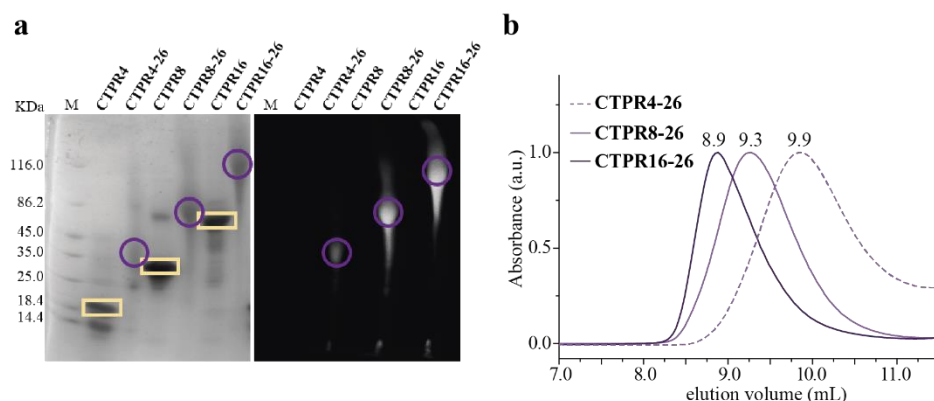 a
KDa M CTPR4 CTPR4-26 CTPR8 CTPR8-26 CTPR16 CTPR16-26
M CTPR4 CTPR4-26 CTPR8 CTPR8-26 CTPR16 CTPR16-26
116.0
86.2
45.0
35.0
25.0
18.4
14.4
b
CTPR4-26
CTPR8-26
CTPR16-26
8.9 9.3 9.9
Absorbance (a.u.)
1.0
0.5
0.0
7.0 8.0 9.0 10.0 11.0
elution volume (mL)